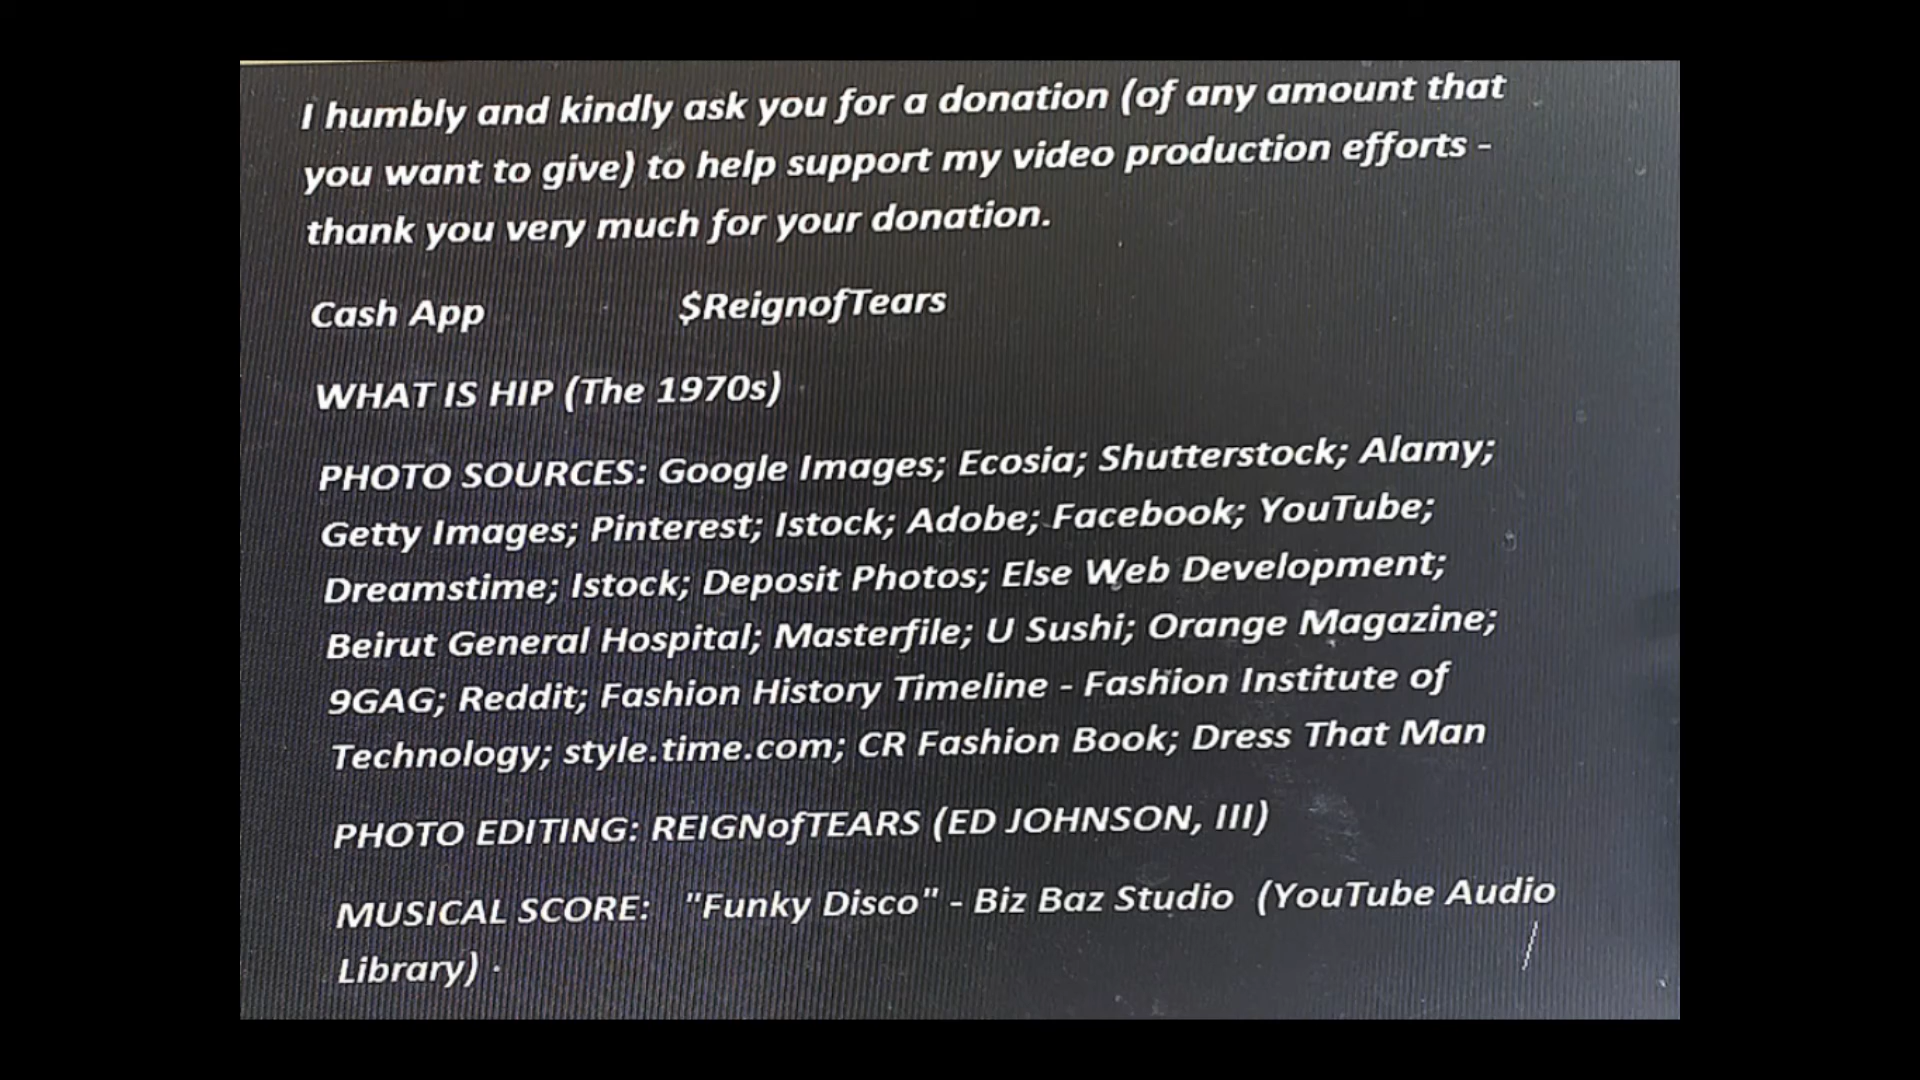 I humbly and kindly ask you for a donation (of any amount that
you want to give) to help support my video production efforts -
thank you very much for your donation.
Cash App $ReignofTears
WHAT IS HIP (The 1970s)
PHOTO SOURCES: Google Images; Ecosia; Shutterstock; Alamy;
Getty Images; Pinterest; Istock; Adobe; Facebook; YouTube;
Dreamstime; Istock; Deposit Photos; Else Web Development;
Beirut General Hospital; Masterfile; U Sushi; Orange Magazine;
9GAG; Reddit; Fashion History Timeline - Fashion Institute of
Technology; style.time.com; CR Fashion Book; Dress That Man
PHOTO EDITING: REIGNofTEARS (ED JOHNSON, III)
MUSICAL SCORE: "Funky Disco" - Biz Baz Studio (YouTube Audio
Library) ·